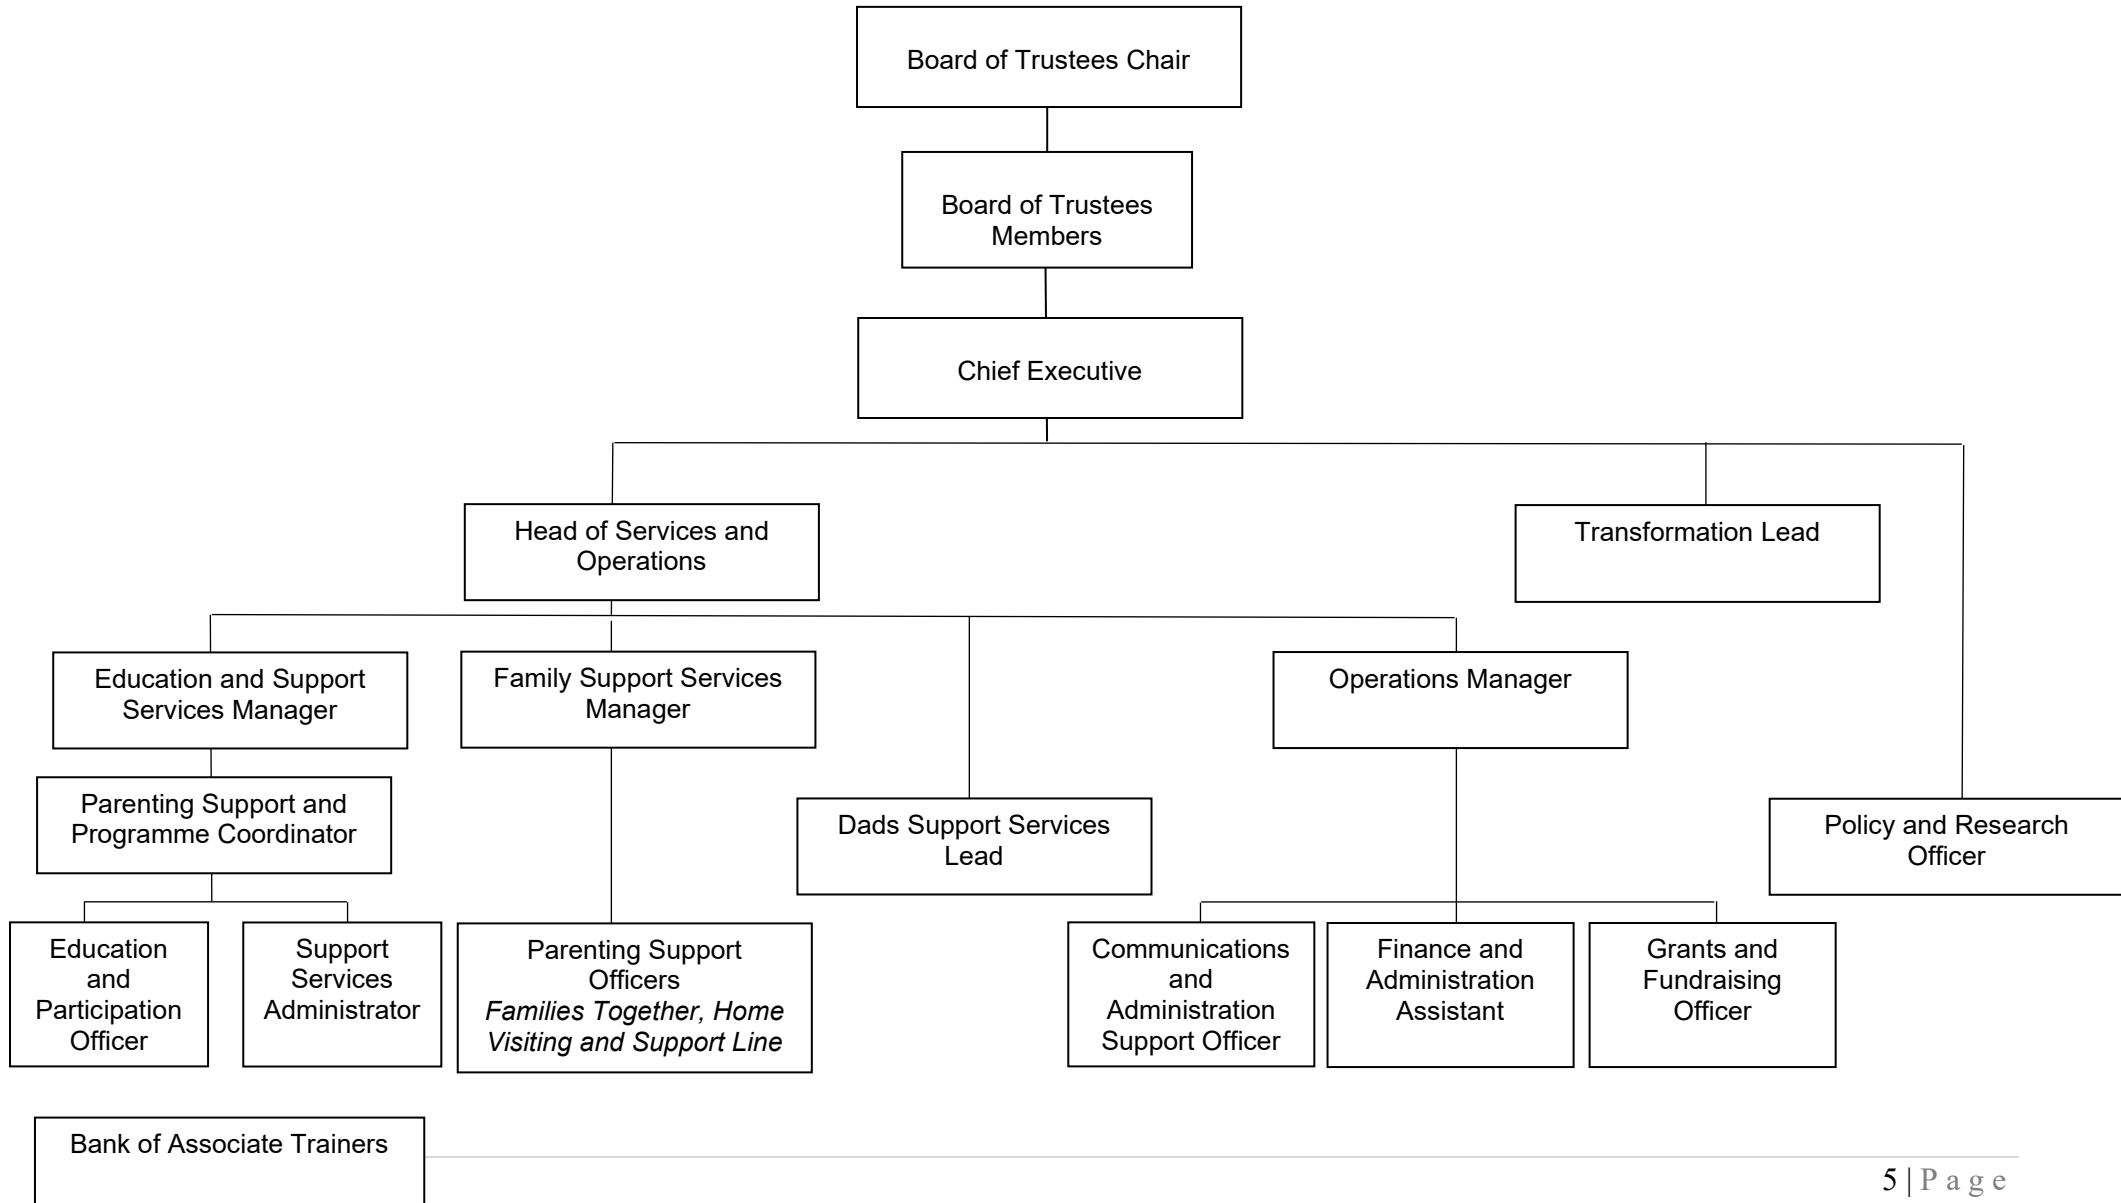 Board of Trustees Chair
Board of Trustees
Members
Chief Executive
Head of Services and
Operations
Transformation Lead
Education and Support
Services Manager
Family Support Services
Manager
Operations Manager
Parenting Support and
Programme Coordinator
Dads Support Services
Lead
Policy and Research
Officer
Education
and
Participation
Officer
Support
Services
Administrator
Parenting Support
Officers
Families Together, Home
Visiting and Support Line
Communications
and
Administration
Support Officer
Finance and
Administration
Assistant
Grants and
Fundraising
Officer
Bank of Associate Trainers
5 | P a g e